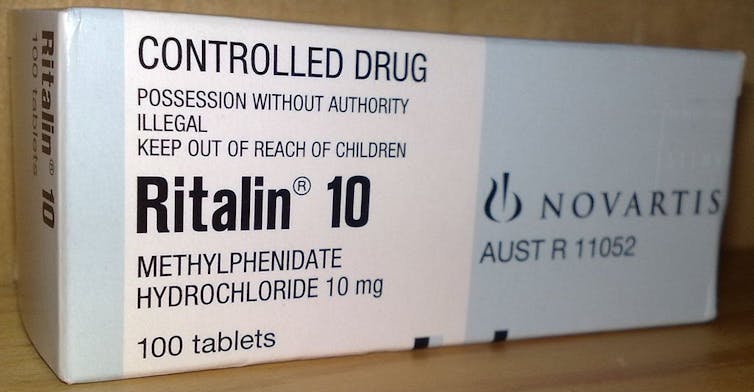 Ritalin® 10
100 tablets
CONTROLLED DRUG
POSSESSION WITHOUT AUTHORITY
ILLEGAL
KEEP OUT OF REACH OF CHILDREN
Ritalin® 10
METHYLPHENIDATE
HYDROCHLORIDE 10 mg
100 tablets
NOVARTIS
AUST R 11052